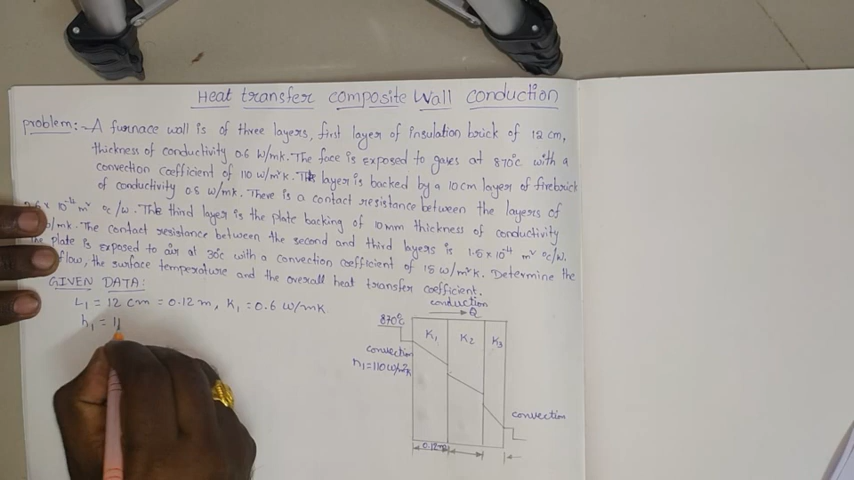 Heat transfer composite Wall conduction
problem:- A furnace wall is of three layers, first layer of insulation brick of 12 cm,
thickness of conductivity 0.6 W/mk. The face is exposed to gases at 870°C with a
convection coefficient of 110 W/m²K. The layer is backed by a 10cm layer of firebrick
of conductivity 0.8 W/mk. There is a contact resistance between the layers of
x 10⁻⁴ m² °c/W. The third layer is the plate backing of 10mm thickness of conductivity
W/mk. The contact resistance between the second and third layers is 1.5x10⁻⁴ m² °c/W.
The plate is exposed to air at 30°c with a convection coefficient of 15 W/m²K. Determine the
flow, the surface temperature and the overall heat transfer coefficient.
GIVEN DATA:
L₁ = 12 cm = 0.12 m, K₁ = 0.6 W/mK
h₁ = 11
conduction
Q
870°C
K₁ K₂ K₃
convection
h₁=110W/m²K
convection
0.12m